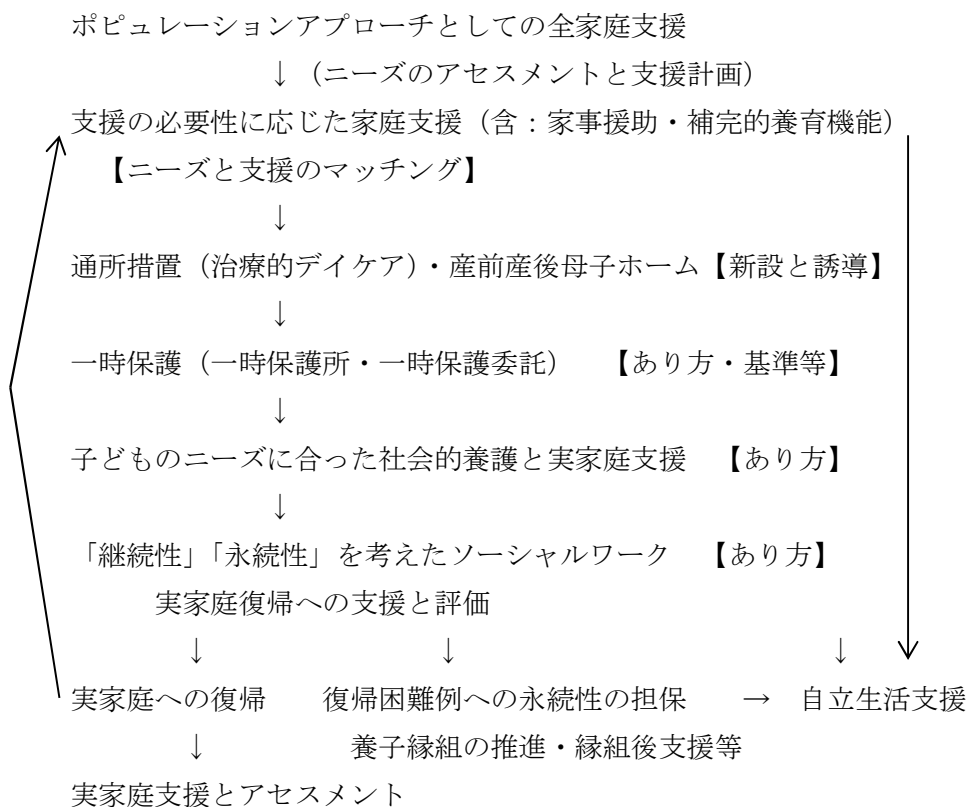 ポピュレーションアプローチとしての全家庭支援
↓（ニーズのアセスメントと支援計画）
支援の必要性に応じた家庭支援（含：家事援助・補完的養育機能）
【ニーズと支援のマッチング】
↓
通所措置（治療的デイケア）・産前産後母子ホーム【新設と誘導】
↓
一時保護（一時保護所・一時保護委託）　【あり方・基準等】
↓
子どものニーズに合った社会的養護と実家庭支援　【あり方】
↓
「継続性」「永続性」を考えたソーシャルワーク　【あり方】
実家庭復帰への支援と評価
↓　↓　↓
実家庭への復帰　復帰困難例への永続性の担保　→　自立生活支援
↓　養子縁組の推進・縁組後支援等
実家庭支援とアセスメント